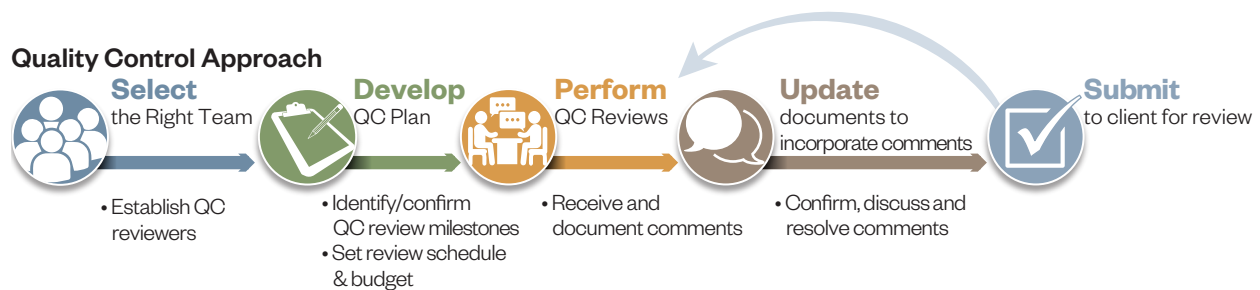 Quality Control Approach
Select
the Right Team
• Establish QC
reviewers
Develop
QC Plan
• Identify/confirm
QC review milestones
• Set review schedule
& budget
Perform
QC Reviews
• Receive and
document comments
Update
documents to
incorporate comments
• Confirm, discuss and
resolve comments
Submit
to client for review